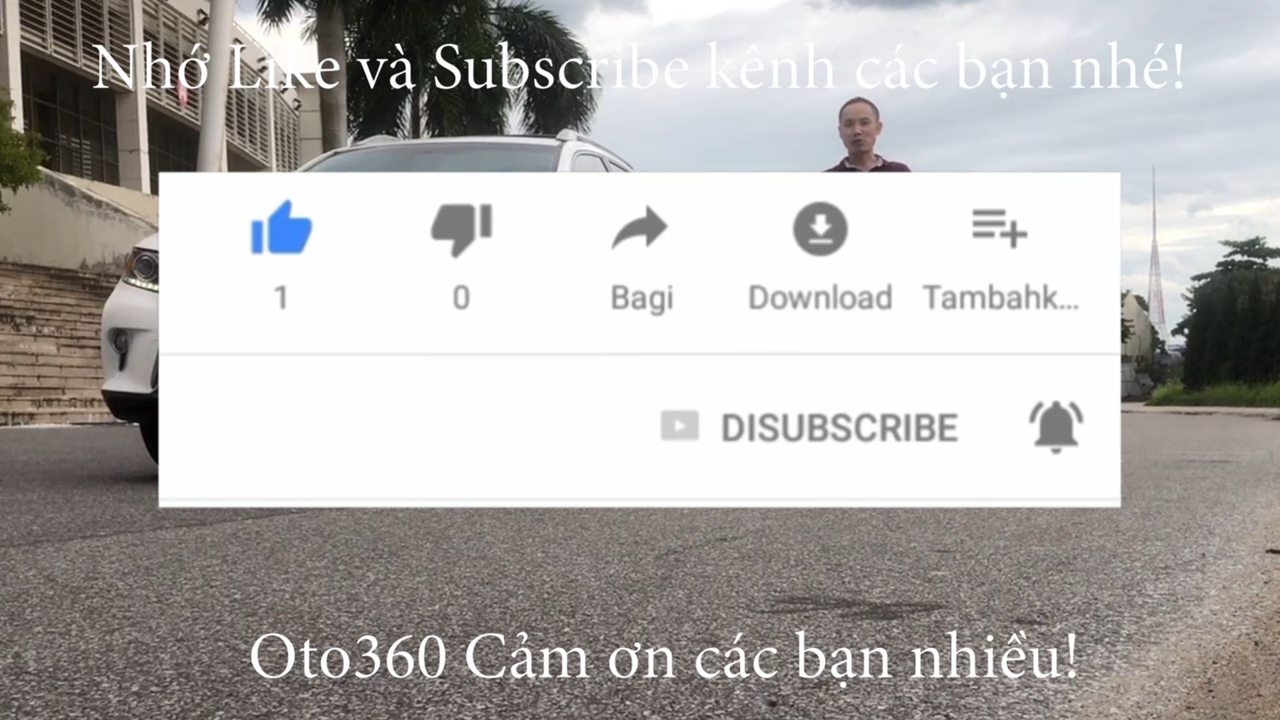 Nhớ Like và Subscribe kênh các bạn nhé!
1 0 Bagi Download Tambahk...
DISUBSCRIBE
Oto360 Cảm ơn các bạn nhiều!